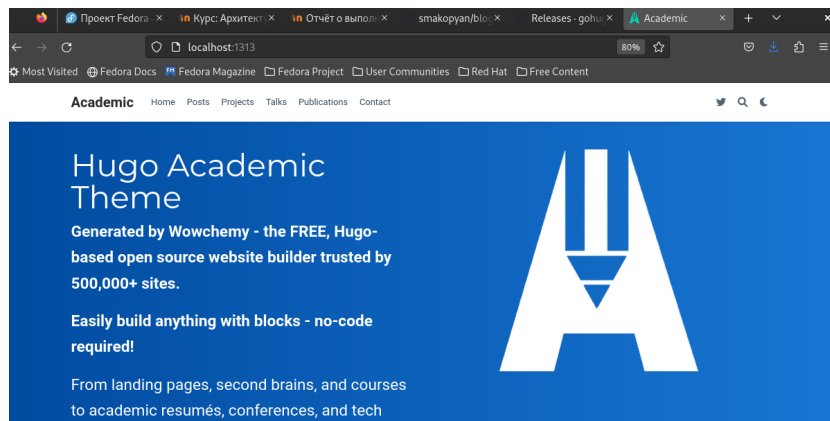 Проект Fedora
Курс: Архитект
Отчёт о выполн
smakopyan/blog
Releases · gohu
Academic
localhost:1313
80%
Most Visited Fedora Docs Fedora Magazine Fedora Project User Communities Red Hat Free Content
Academic Home Posts Projects Talks Publications Contact
Hugo Academic
Theme
Generated by Wowchemy - the FREE, Hugo-
based open source website builder trusted by
500,000+ sites.
Easily build anything with blocks - no-code
required!
From landing pages, second brains, and courses
to academic resumés, conferences, and tech